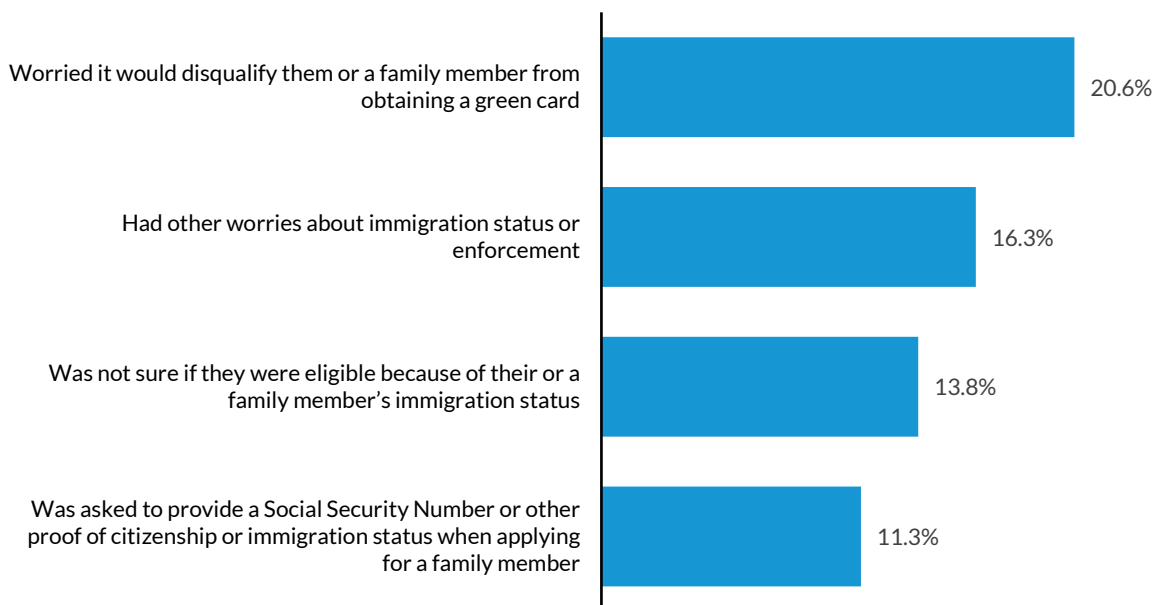 Worried it would disqualify them or a family member from
obtaining a green card
20.6%
Had other worries about immigration status or
enforcement
16.3%
Was not sure if they were eligible because of their or a
family member’s immigration status
13.8%
Was asked to provide a Social Security Number or other
proof of citizenship or immigration status when applying
for a family member
11.3%